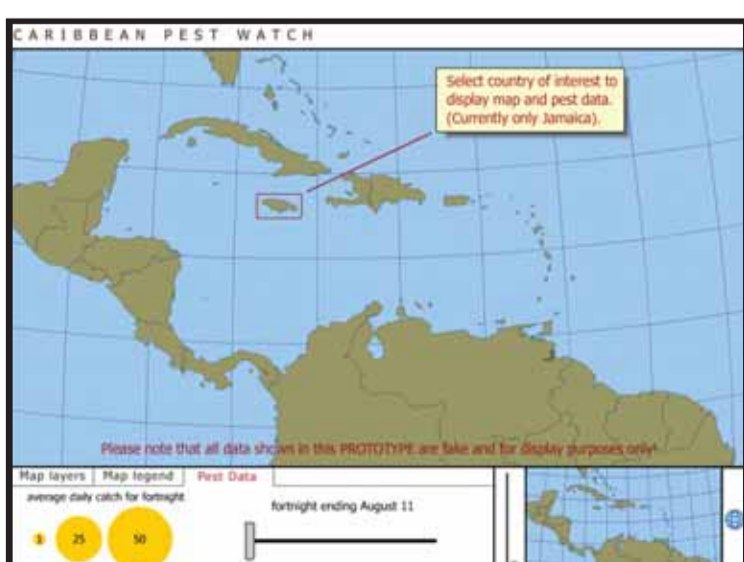 CARIBBEAN PEST WATCH
Select country of interest to
display map and pest data.
(Currently only Jamaica).
Please note that all data shown in this PROTOTYPE are fake and for display purposes only!
Map layers
Map legend
Pest Data
average daily catch for fortnight
fortnight ending August 11
1
25
50